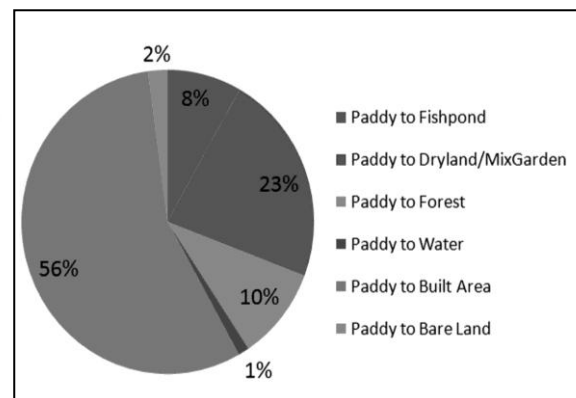 2%
8%
23%
10%
1%
56%
Paddy to Fishpond
Paddy to Dryland/MixGarden
Paddy to Forest
Paddy to Water
Paddy to Built Area
Paddy to Bare Land